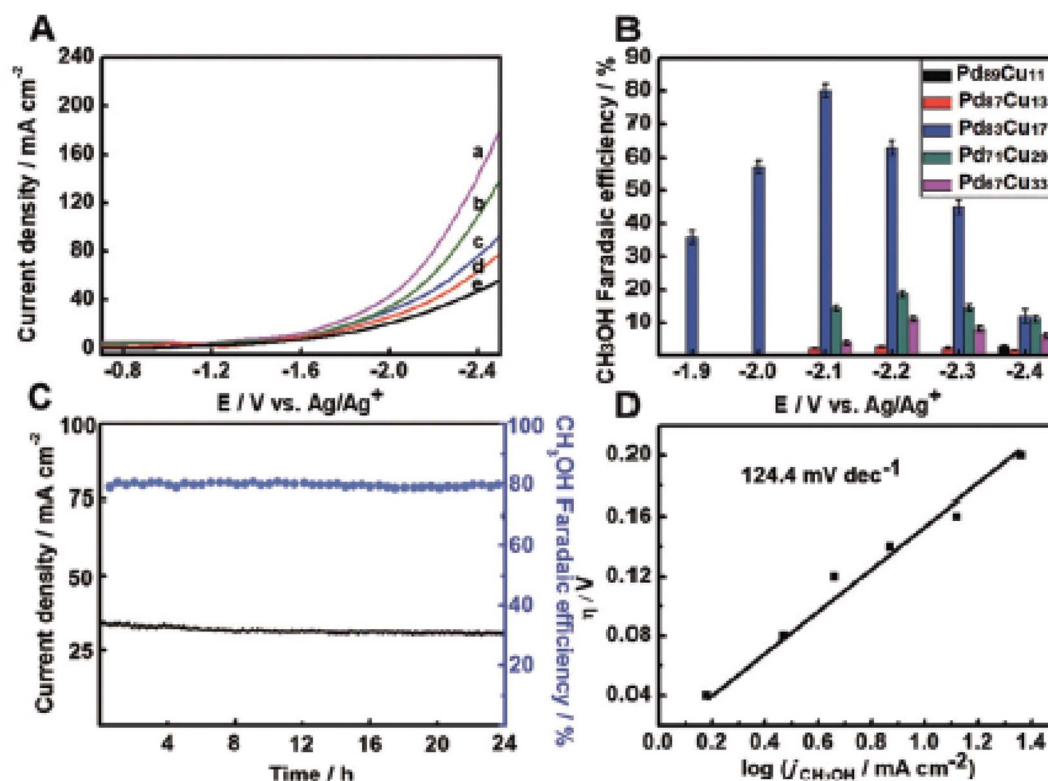 A
240
200
160
120
80
40
0
Current density / mA cm⁻²
a
b
c
d
e
-0.8 -1.2 -1.6 -2.0 -2.4
E / V vs. Ag/Ag⁺
B
90
80
70
60
50
40
30
20
10
CH₃OH Faradaic efficiency / %
Pd₈₉Cu₁₁
Pd₈₇Cu₁₃
Pd₈₃Cu₁₇
Pd₇₁Cu₂₉
Pd₆₇Cu₃₃
-1.9 -2.0 -2.1 -2.2 -2.3 -2.4
E / V vs. Ag/Ag⁺
C
100
75
50
25
Current density / mA cm⁻²
100
80
60
40
20
CH₃OH Faradaic efficiency / %
4 8 12 16 20 24
Time / h
D
0.20
0.16
0.12
0.08
0.04
η / V
124.4 mV dec⁻¹
0.0 0.2 0.4 0.6 0.8 1.0 1.2 1.4
log (j CH₃OH / mA cm⁻²)